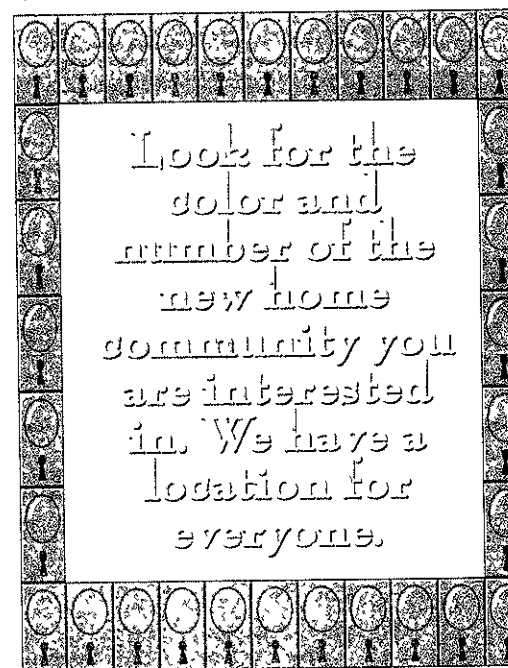 Look for the
color and
number of the
new home
community you
are interested
in. We have a
location for
everyone.